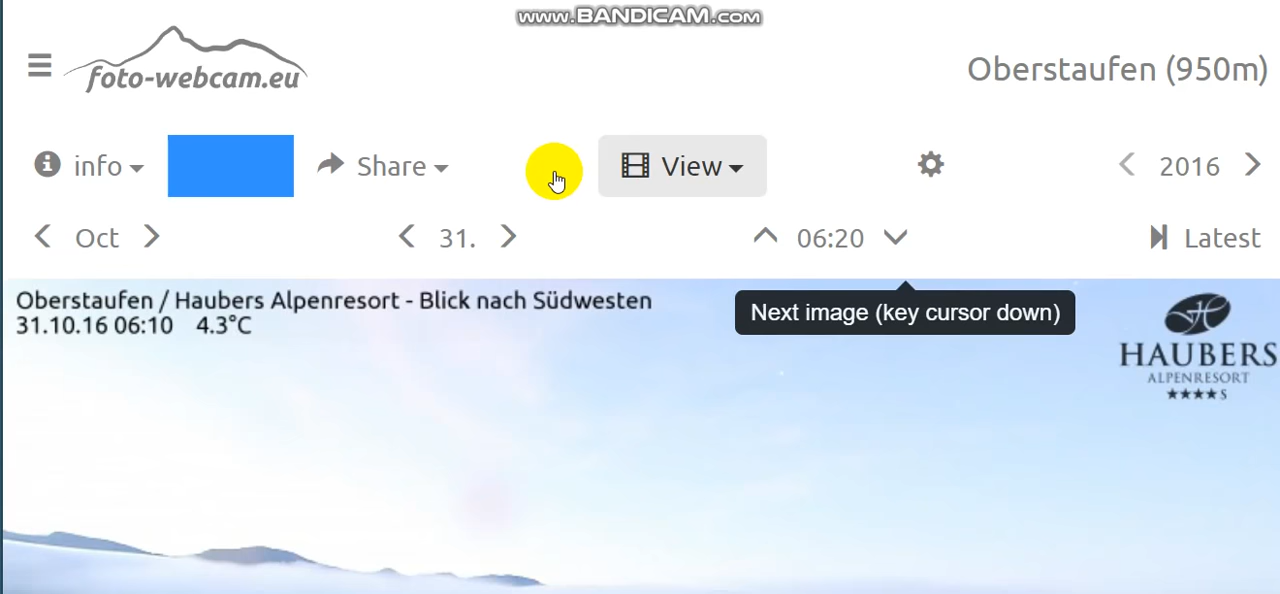 www.BANDICAM.com
foto-webcam.eu
Oberstaufen (950m)
info
Share
View
2016
Oct
31.
06:20
Latest
Next image (key cursor down)
Oberstaufen / Haubers Alpenresort - Blick nach Südwesten
31.10.16 06:10 4.3°C
HAUBERS
ALPENRESORT
★★★★S